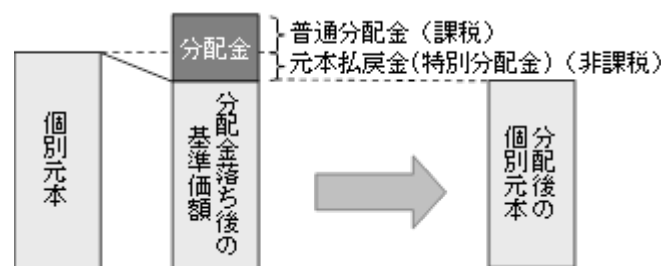 分配金
普通分配金（課税）
元本払戻金(特別分配金)（非課税）
個別元本
分配金落ち後の
基準価額
分配後の
個別元本